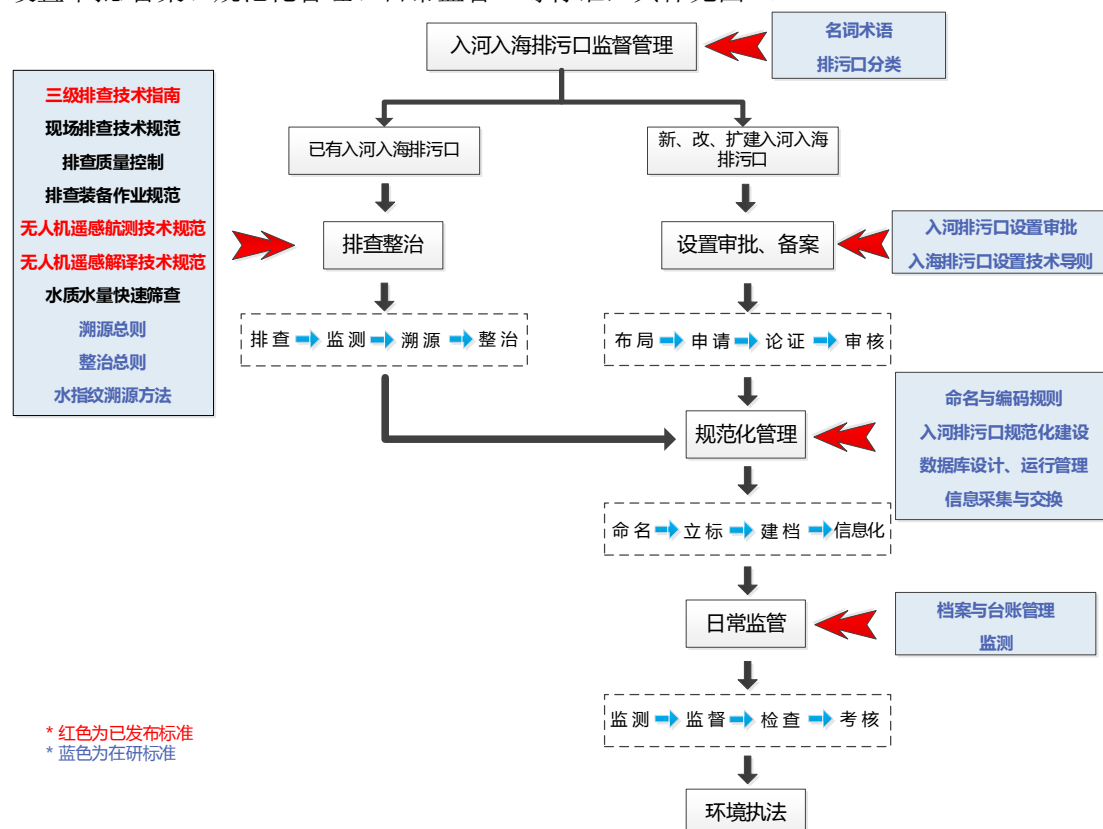 入河入海排污口监督管理
名词术语
排污口分类
三级排查技术指南
现场排查技术规范
排查质量控制
排查装备作业规范
无人机遥感航测技术规范
无人机遥感解译技术规范
水质水量快速筛查
溯源总则
整治总则
水指纹溯源方法
已有入河入海排污口
新、改、扩建入河入海
排污口
排查整治
设置审批、备案
入河排污口设置审批
入海排污口设置技术导则
排查 监测 溯源 整治
布局 申请 论证 审核
规范化管理
命名与编码规则
入河排污口规范化建设
数据库设计、运行管理
信息采集与交换
命名 立标 建档 信息化
日常监管
档案与台账管理
监测
监测 监督 检查 考核
* 红色为已发布标准
* 蓝色为在研标准
环境执法